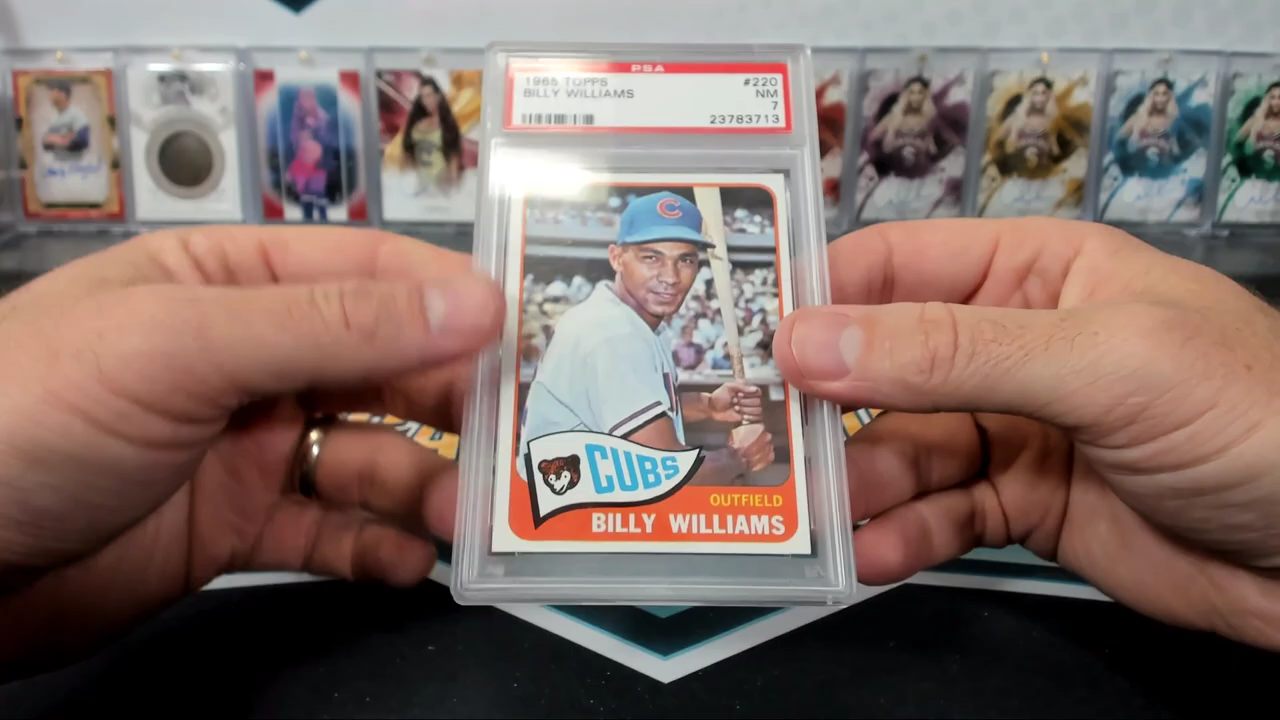 PSA
1965 TOPPS #220
BILLY WILLIAMS NM
7
23783713
C
CUBS
OUTFIELD
BILLY WILLIAMS